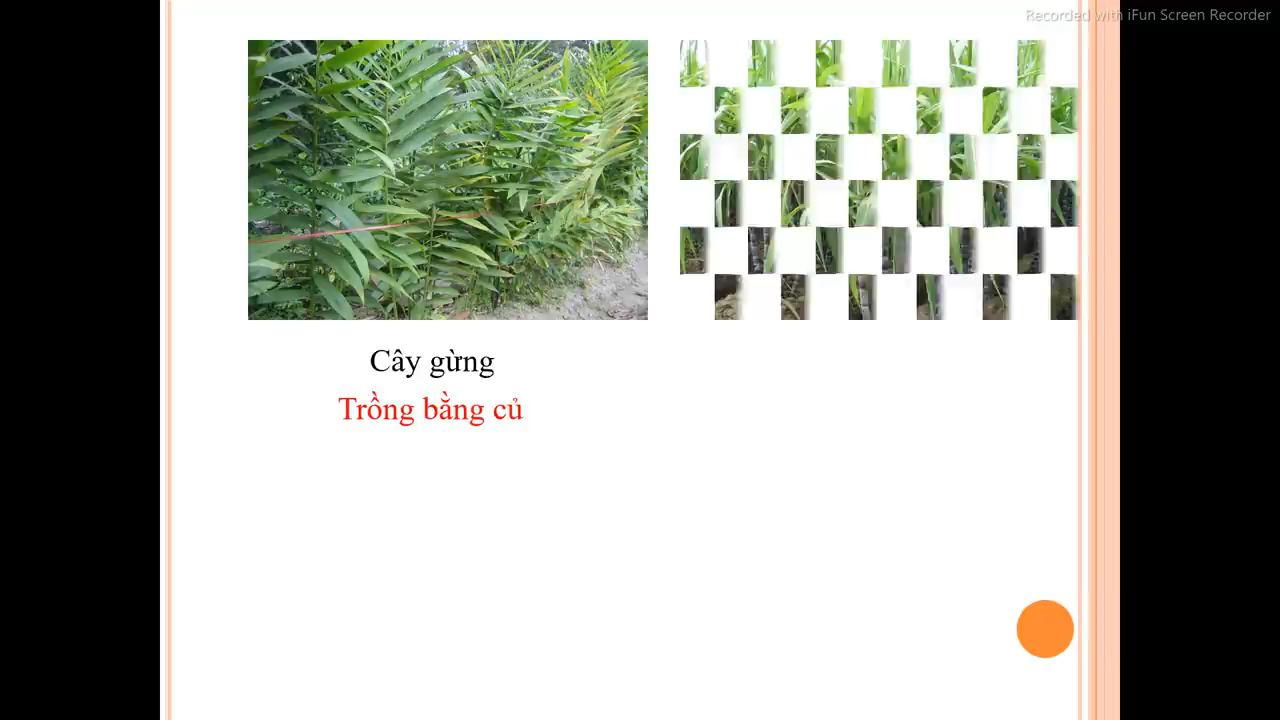 Recorded with iFun Screen Recorder
Cây gừng
Trồng bằng củ